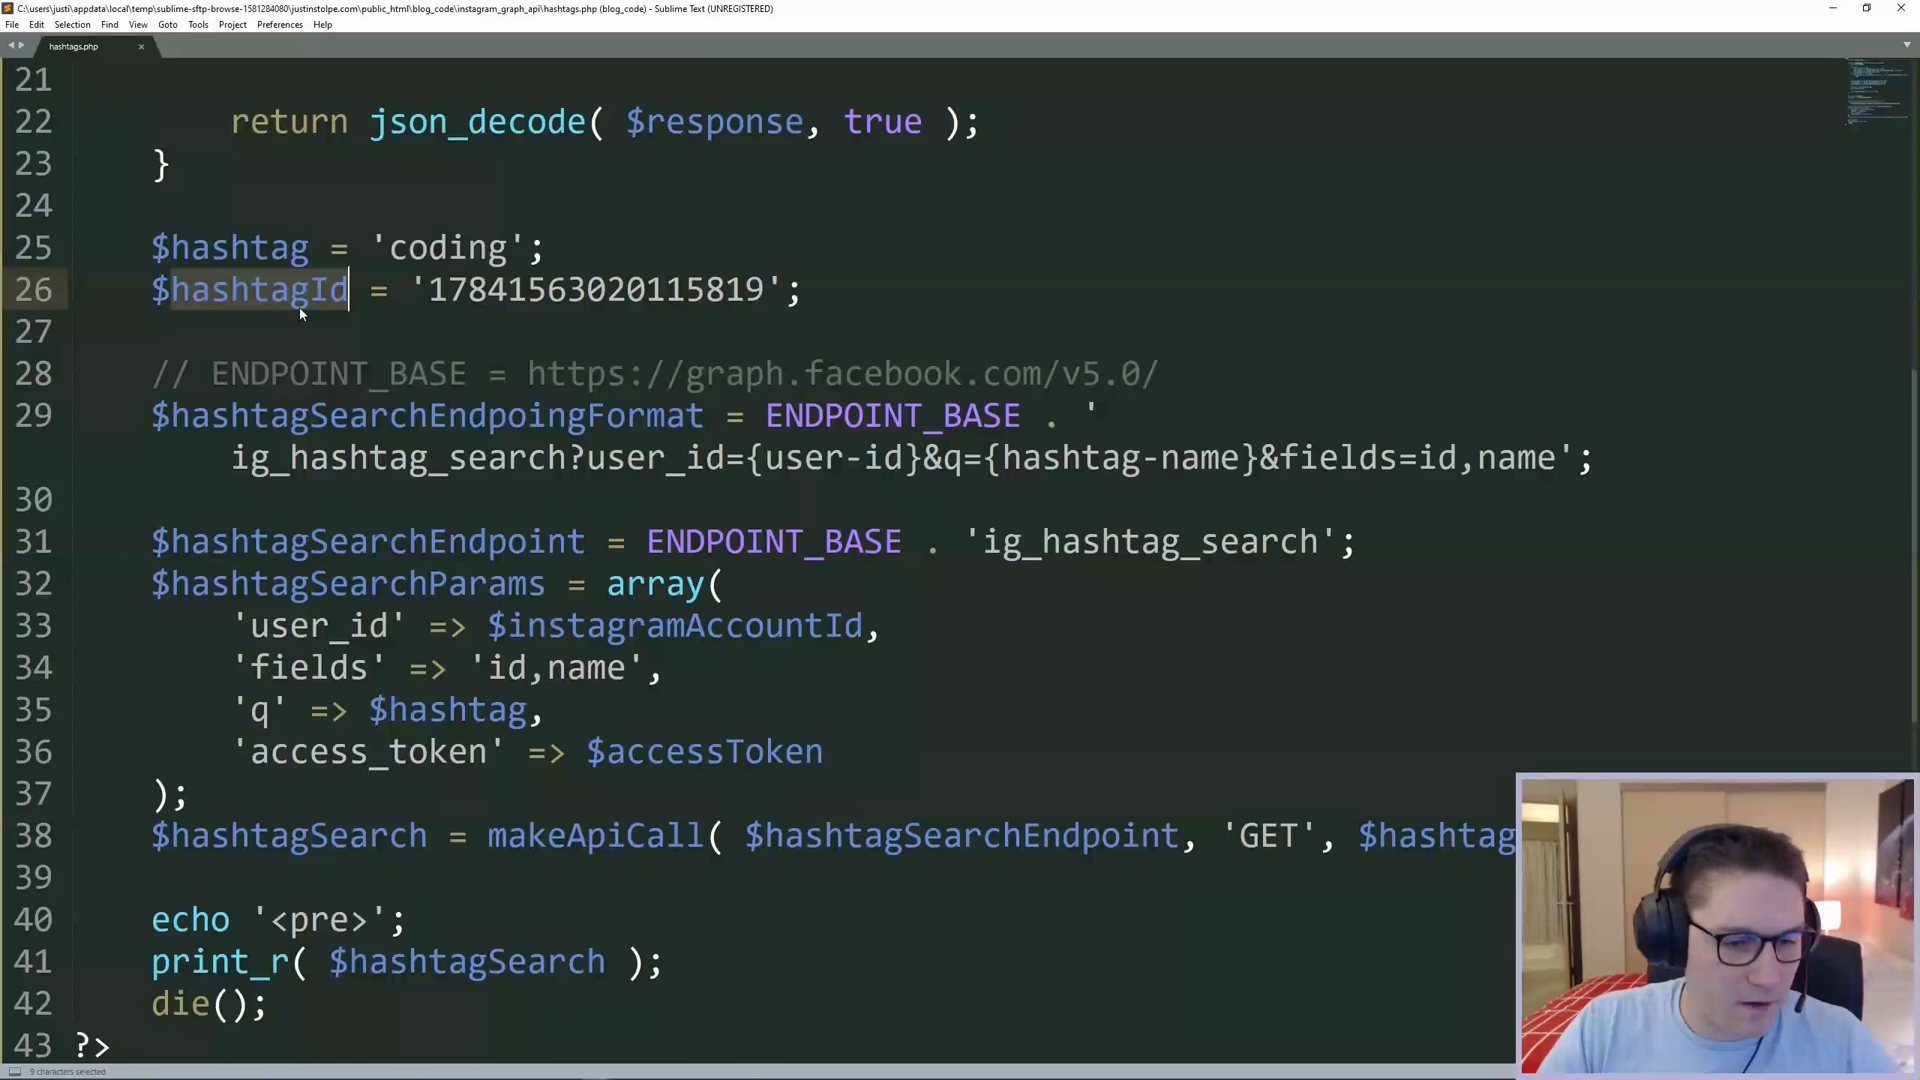 C:\users\justi\appdata\local\temp\sublime-sftp-browse-1581284080\justinstolpe.com\public_html\blog_code\instagram_graph_api\hashtags.php (blog_code) - Sublime Text (UNREGISTERED)
File Edit Selection Find View Goto Tools Project Preferences Help
hashtags.php
21
22 return json_decode( $response, true );
23 }
24
25 $hashtag = 'coding';
26 $hashtagId = '17841563020115819';
27
28 // ENDPOINT_BASE = https://graph.facebook.com/v5.0/
29 $hashtagSearchEndpoingFormat = ENDPOINT_BASE . '
ig_hashtag_search?user_id={user-id}&q={hashtag-name}&fields=id,name';
30
31 $hashtagSearchEndpoint = ENDPOINT_BASE . 'ig_hashtag_search';
32 $hashtagSearchParams = array(
33 'user_id' => $instagramAccountId,
34 'fields' => 'id,name',
35 'q' => $hashtag,
36 'access_token' => $accessToken
37 );
38 $hashtagSearch = makeApiCall( $hashtagSearchEndpoint, 'GET', $hashtag
39
40 echo '<pre>';
41 print_r( $hashtagSearch );
42 die();
43 ?>
9 characters selected